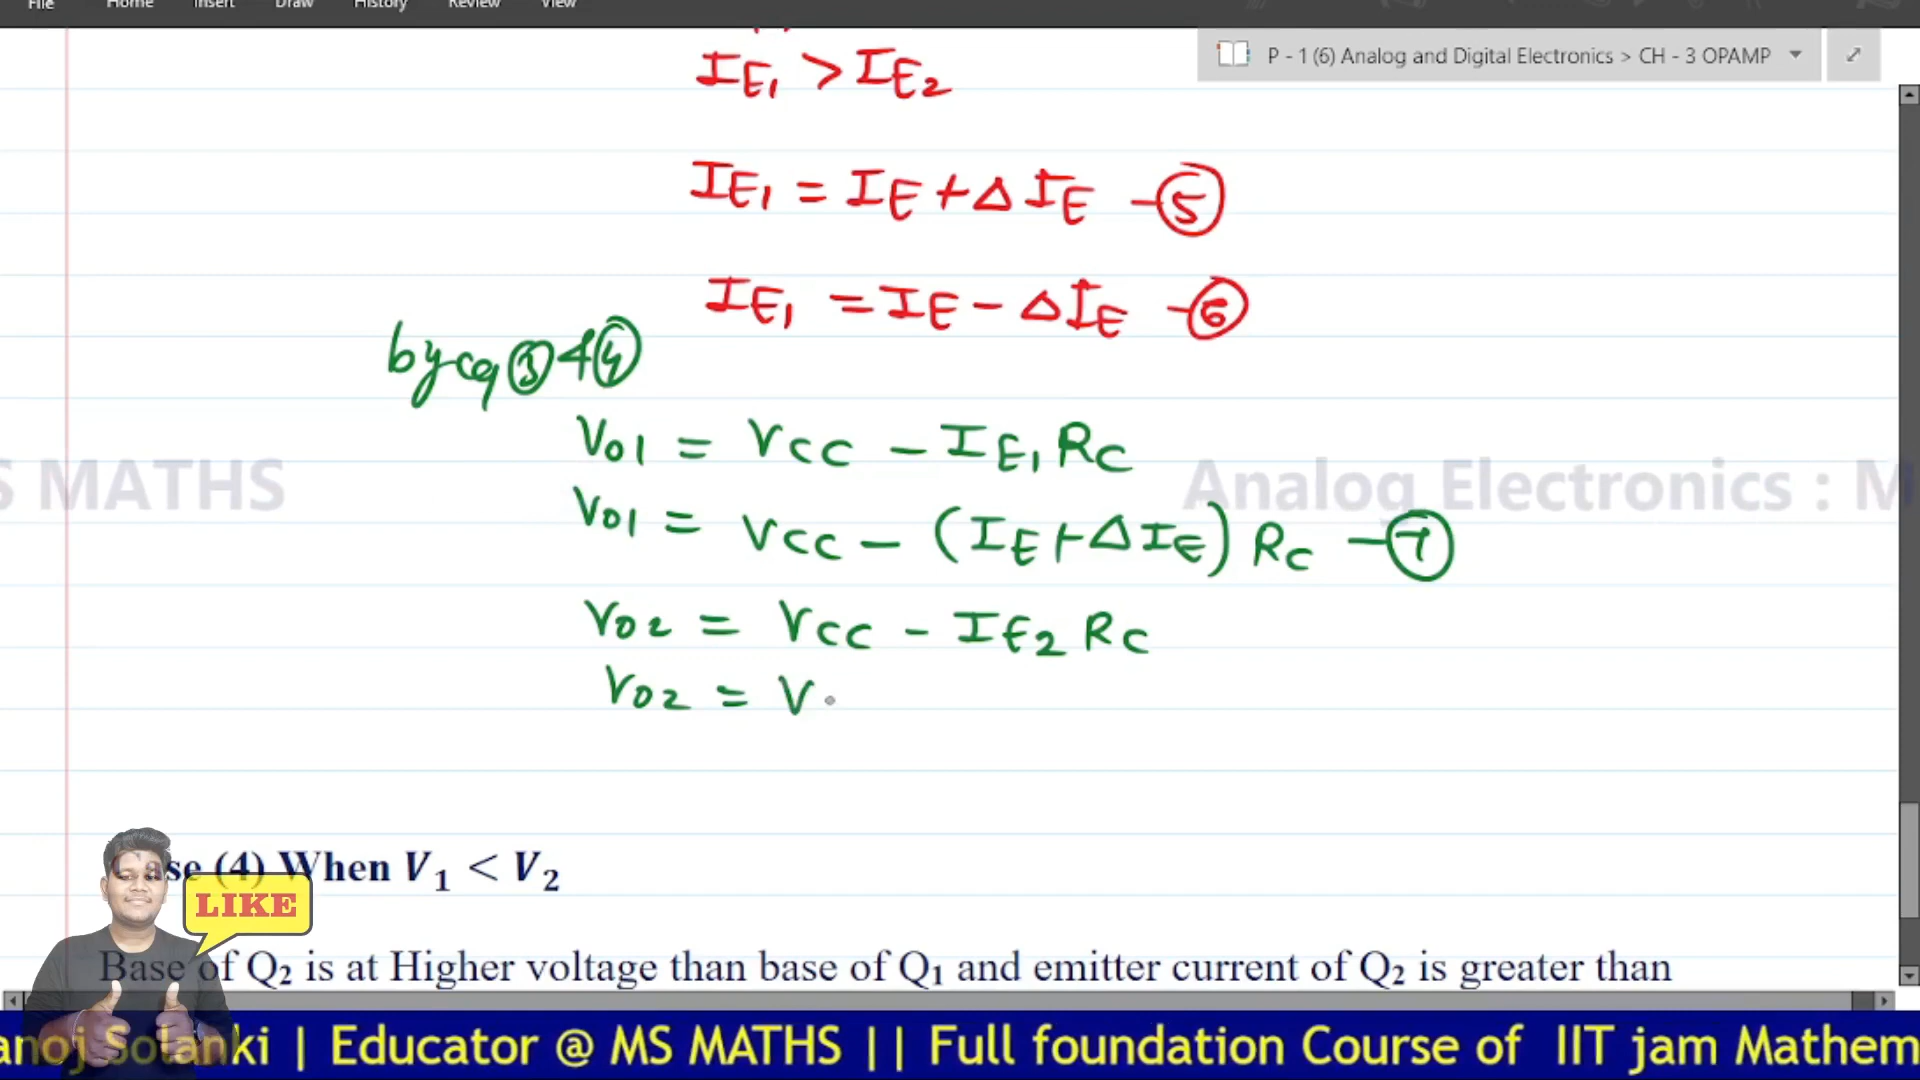 File Home Insert Draw History Review View
P - 1 (6) Analog and Digital Electronics > CH - 3 OPAMP
IE1 > IE2
IE1 = IE + Δ IE - 5
IE1 = IE - Δ IE - 6
by eq 3 & 4
Vo1 = VCC - IE1 RC
S MATHS
Analog Electronics : M
Vo1 = VCC - (IE + Δ IE) RC - 7
Vo2 = VCC - IE2 RC
Vo2 = V
Case (4) When V1 < V2
LIKE
Base of Q2 is at Higher voltage than base of Q1 and emitter current of Q2 is greater than
anoj Solanki | Educator @ MS MATHS || Full foundation Course of IIT jam Mathem